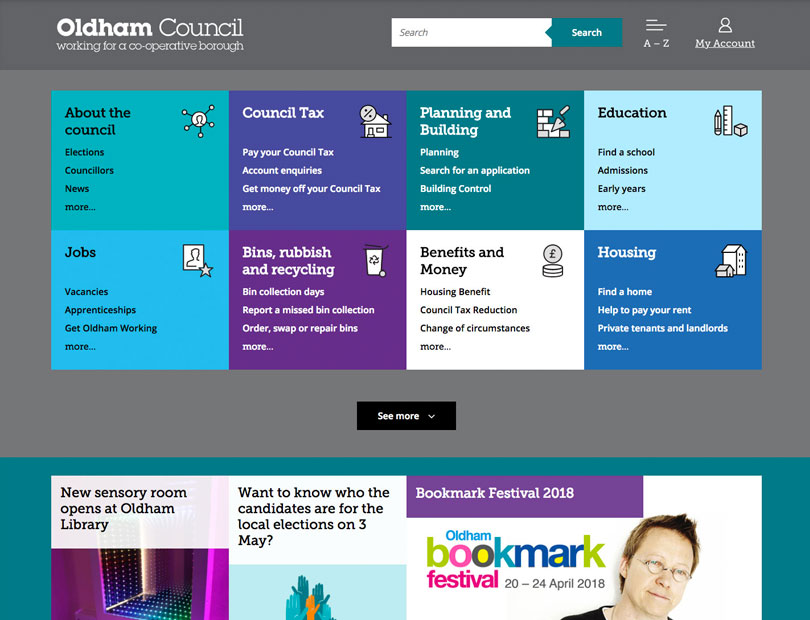 Oldham Council
working for a co-operative borough
Search
Search
A – Z
My Account
About the
council
Elections
Councillors
News
more...
Council Tax
Pay your Council Tax
Account enquiries
Get money off your Council Tax
more...
Planning and
Building
Planning
Search for an application
Building Control
more...
Education
Find a school
Admissions
Early years
more...
Jobs
Vacancies
Apprenticeships
Get Oldham Working
more...
Bins, rubbish
and recycling
Bin collection days
Report a missed bin collection
Order, swap or repair bins
more...
Benefits and
Money
£
Housing Benefit
Council Tax Reduction
Change of circumstances
more...
Housing
Find a home
Help to pay your rent
Private tenants and landlords
more...
See more
New sensory room
opens at Oldham
Library
Want to know who the
candidates are for the
local elections on 3
May?
Bookmark Festival 2018
Oldham
bookmark
festival 20 – 24 April 2018